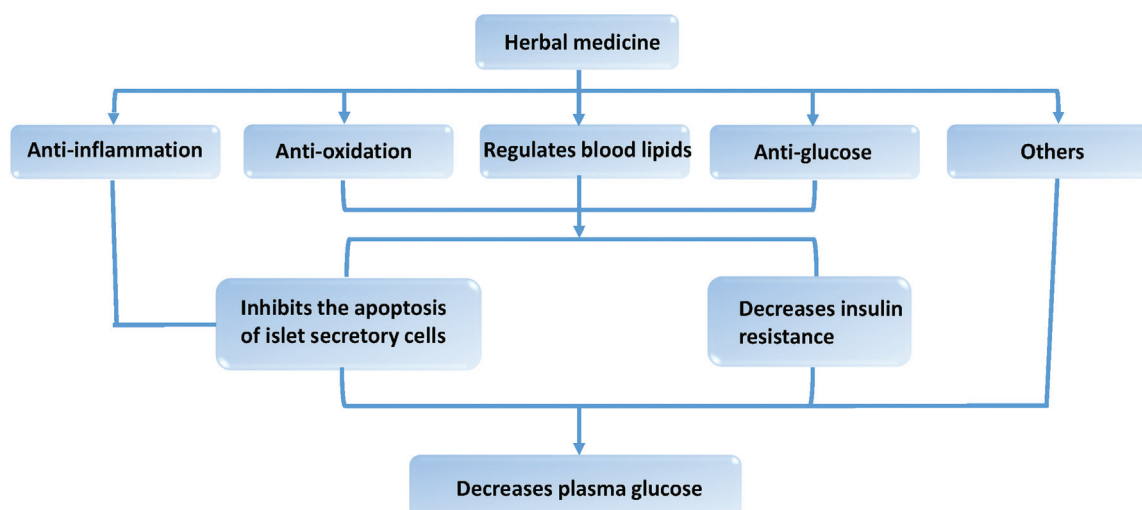 Herbal medicine
Anti-inflammation
Anti-oxidation
Regulates blood lipids
Anti-glucose
Others
Inhibits the apoptosis
of islet secretory cells
Decreases insulin
resistance
Decreases plasma glucose